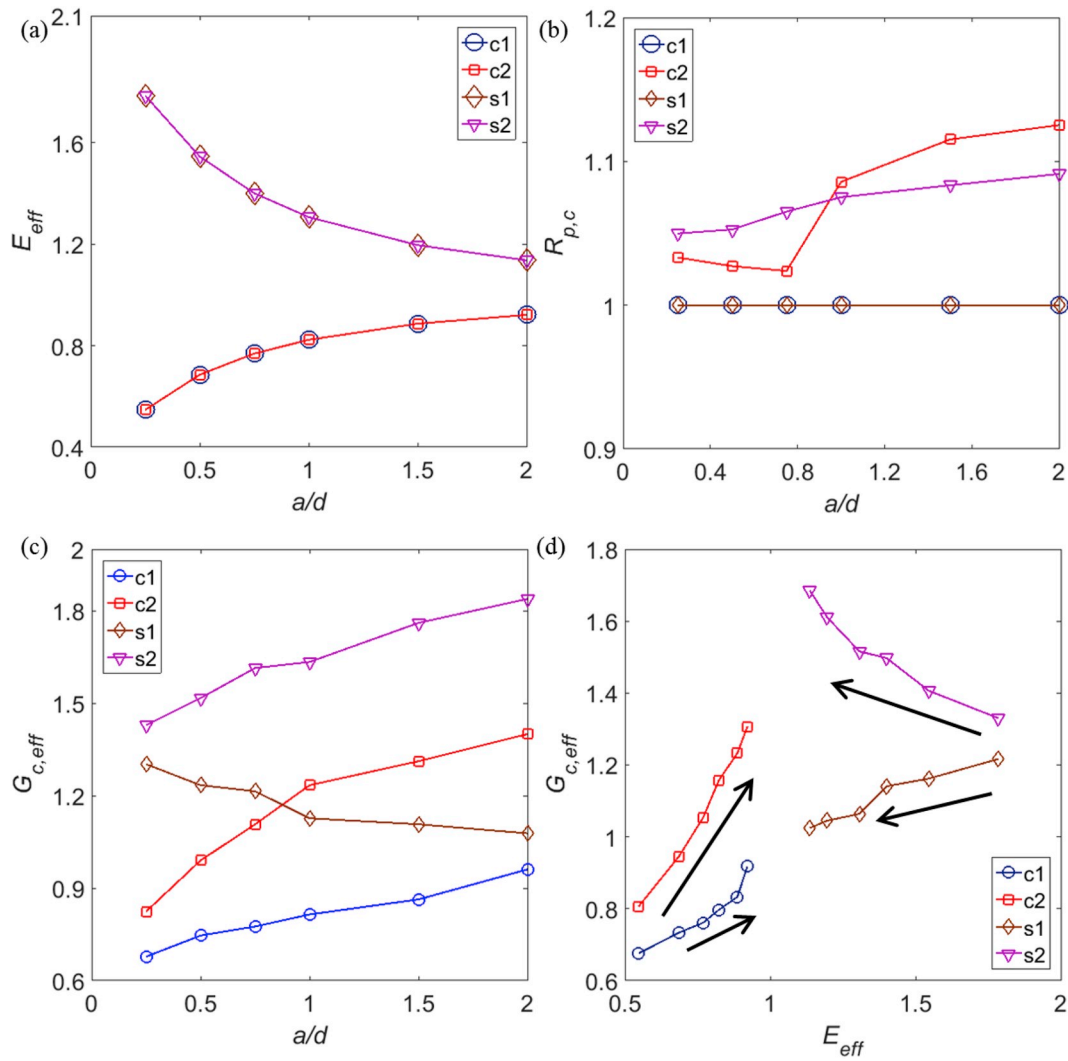 (a)
2.1
1.6
1.2
0.8
0.4
E_eff
0 0.5 1 1.5 2
a/d
c1
c2
s1
s2
(b)
1.2
1.1
1
0.9
R_p,c
0 0.4 0.8 1.2 1.6 2
a/d
c1
c2
s1
s2
(c)
2
1.8
1.5
1.2
0.9
0.6
G_c,eff
0 0.5 1 1.5 2
a/d
c1
c2
s1
s2
(d)
1.8
1.6
1.4
1.2
1
0.8
0.6
G_c,eff
0.5 1 1.5 2
E_eff
c1
c2
s1
s2